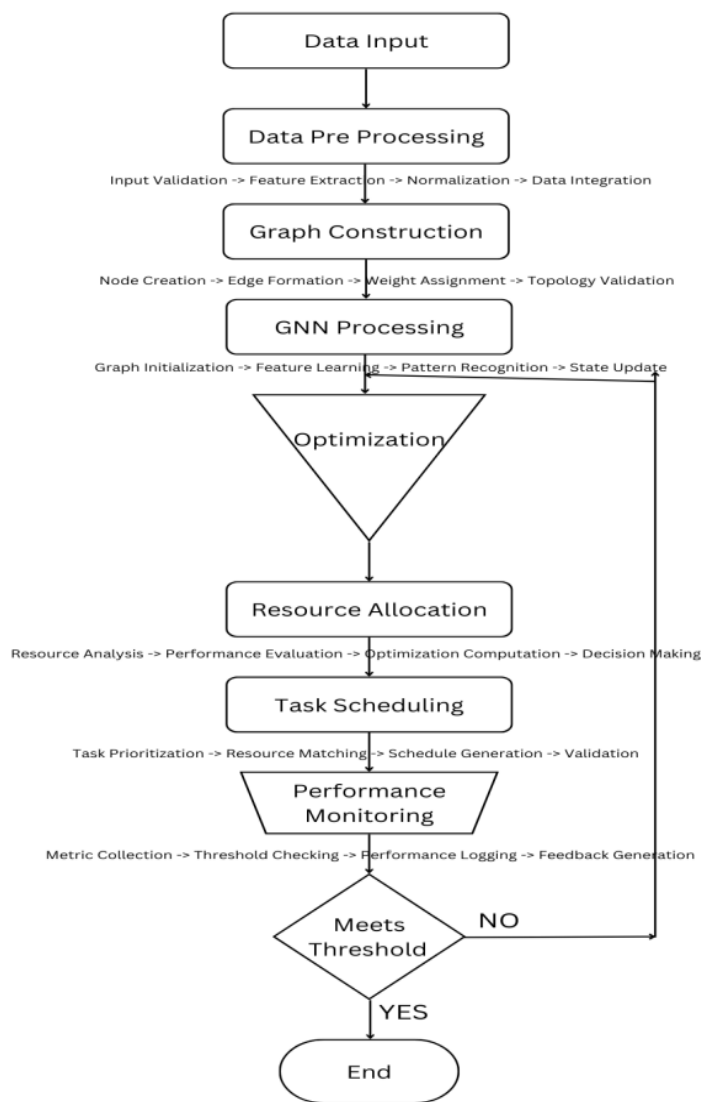 Data Input
Data Pre Processing
Input Validation -> Feature Extraction -> Normalization -> Data Integration
Graph Construction
Node Creation -> Edge Formation -> Weight Assignment -> Topology Validation
GNN Processing
Graph Initialization -> Feature Learning -> Pattern Recognition -> State Update
Optimization
Resource Allocation
Resource Analysis -> Performance Evaluation -> Optimization Computation -> Decision Making
Task Scheduling
Task Prioritization -> Resource Matching -> Schedule Generation -> Validation
Performance
Monitoring
Metric Collection -> Threshold Checking -> Performance Logging -> Feedback Generation
Meets
Threshold
NO
YES
End